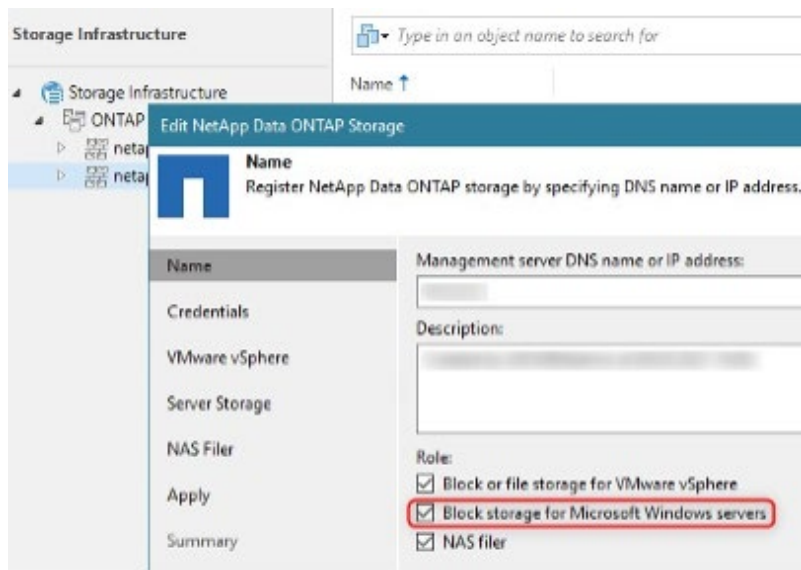 Storage Infrastructure
Type in an object name to search for
Storage Infrastructure
Name
ONTAP
Edit NetApp Data ONTAP Storage
Name
Register NetApp Data ONTAP storage by specifying DNS name or IP address.
Name
Management server DNS name or IP address:
Credentials
Description:
VMware vSphere
Server Storage
NAS Filer
Role:
Block or file storage for VMware vSphere
Apply
Block storage for Microsoft Windows servers
Summary
NAS filer